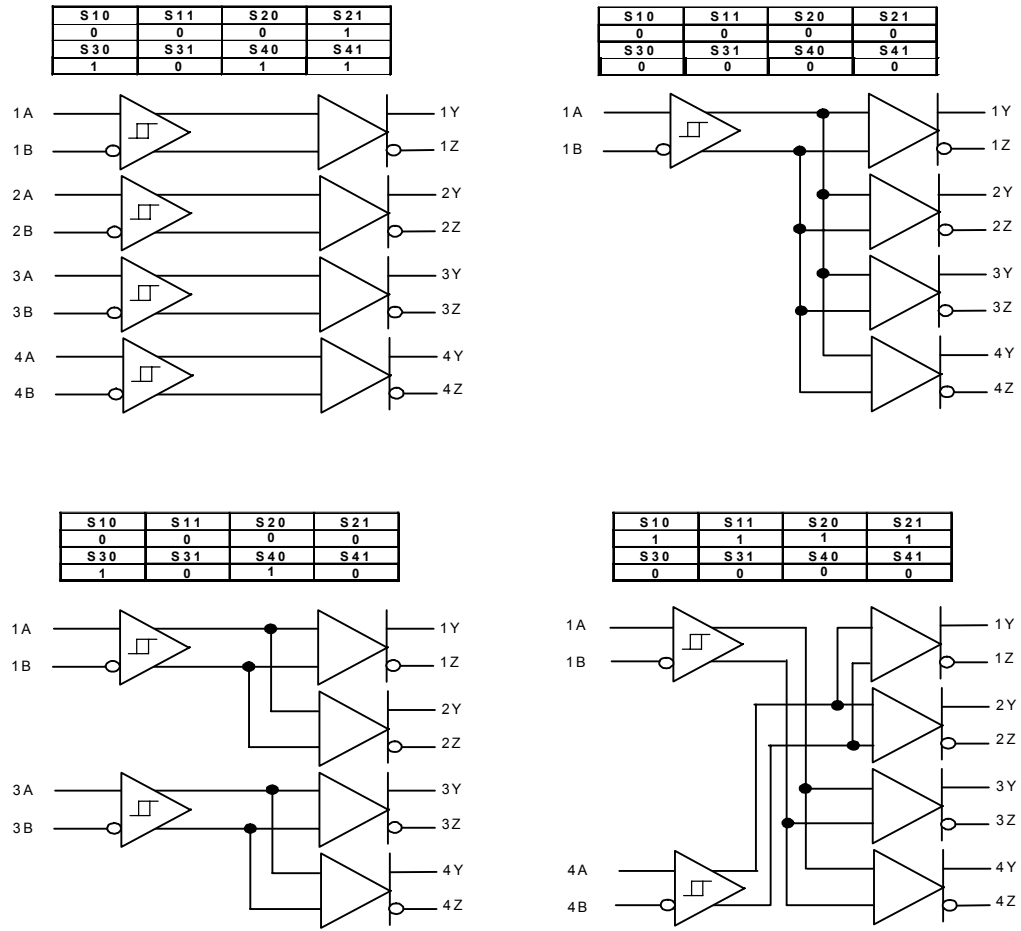 S10 S11 S20 S21
0 0 0 1
S30 S31 S40 S41
1 0 1 1
1A 1Y
1B 1Z
2A 2Y
2B 2Z
3A 3Y
3B 3Z
4A 4Y
4B 4Z
S10 S11 S20 S21
0 0 0 0
S30 S31 S40 S41
0 0 0 0
1A 1Y
1B 1Z
2Y
2Z
3Y
3Z
4Y
4Z
S10 S11 S20 S21
0 0 0 0
S30 S31 S40 S41
1 0 1 0
1A 1Y
1B 1Z
2Y
2Z
3A 3Y
3B 3Z
4Y
4Z
S10 S11 S20 S21
1 1 1 1
S30 S31 S40 S41
0 0 0 0
1A 1Y
1B 1Z
2Y
2Z
3Y
3Z
4A 4Y
4B 4Z